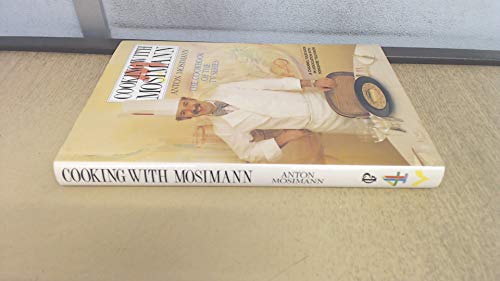 COOKING WITH
MOSIMANN
ANTON MOSIMANN
THE COOKBOOK
OF THE
TV SERIES
COOKING WITH MOSIMANN
ANTON
MOSIMANN